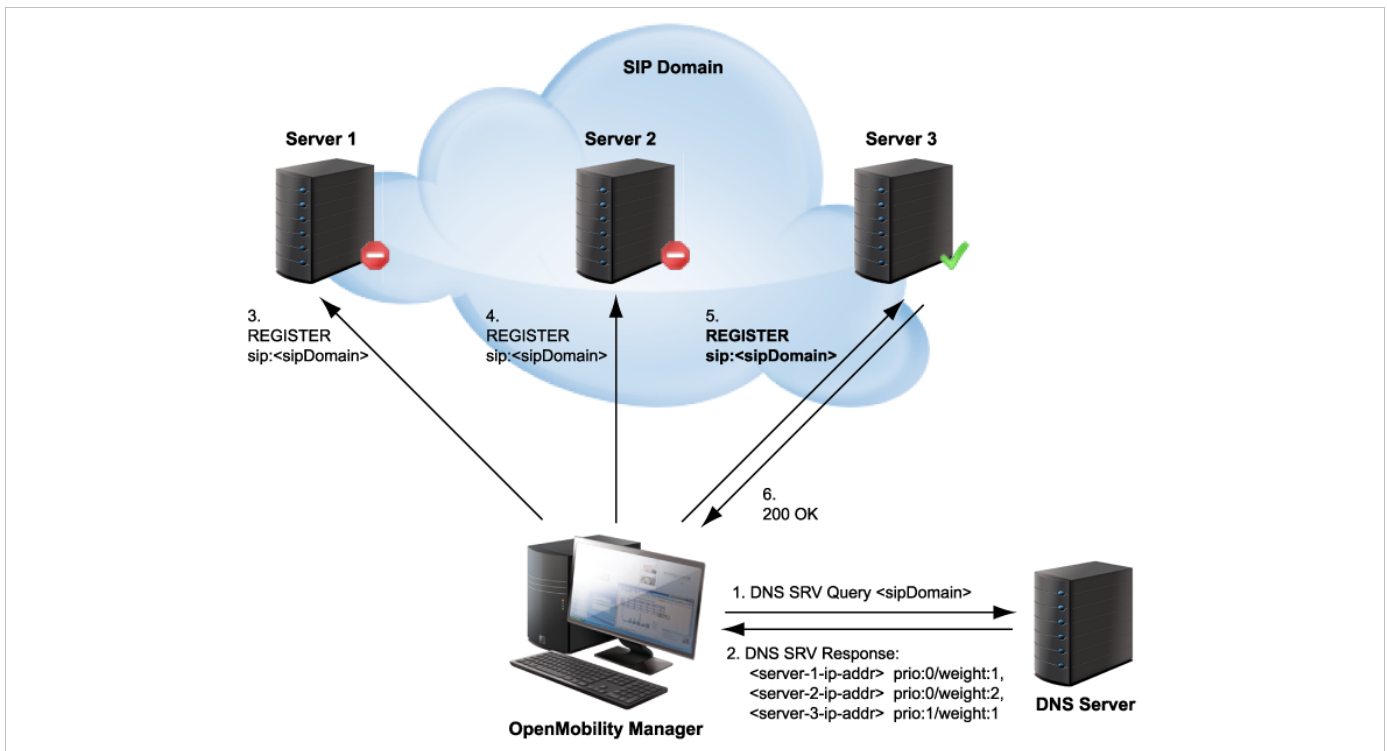 SIP Domain
Server 1
Server 2
Server 3
3.
REGISTER
sip:<sipDomain>
4.
REGISTER
sip:<sipDomain>
5.
REGISTER
sip:<sipDomain>
6.
200 OK
1. DNS SRV Query <sipDomain>
2. DNS SRV Response:
<server-1-ip-addr> prio:0/weight:1,
<server-2-ip-addr> prio:0/weight:2,
<server-3-ip-addr> prio:1/weight:1
DNS Server
OpenMobility Manager